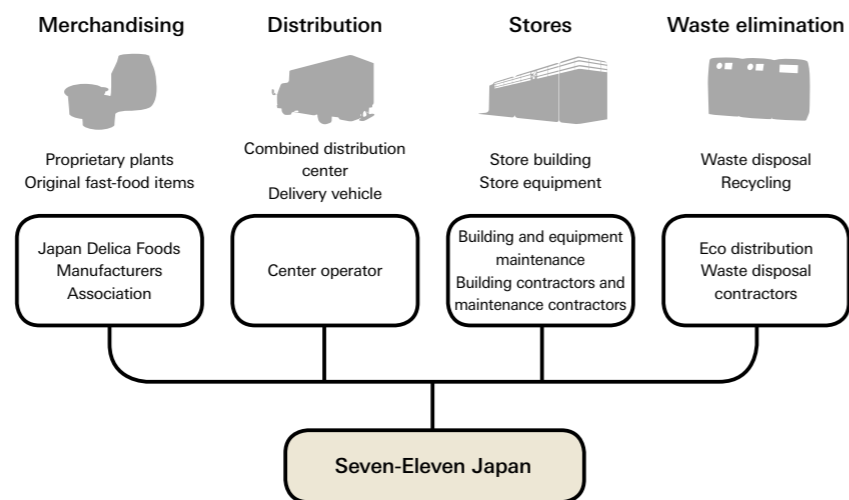 Merchandising
Distribution
Stores
Waste elimination
Proprietary plants
Original fast-food items
Combined distribution
center
Delivery vehicle
Store building
Store equipment
Waste disposal
Recycling
Japan Delica Foods
Manufacturers
Association
Center operator
Building and equipment
maintenance
Building contractors and
maintenance contractors
Eco distribution
Waste disposal
contractors
Seven-Eleven Japan